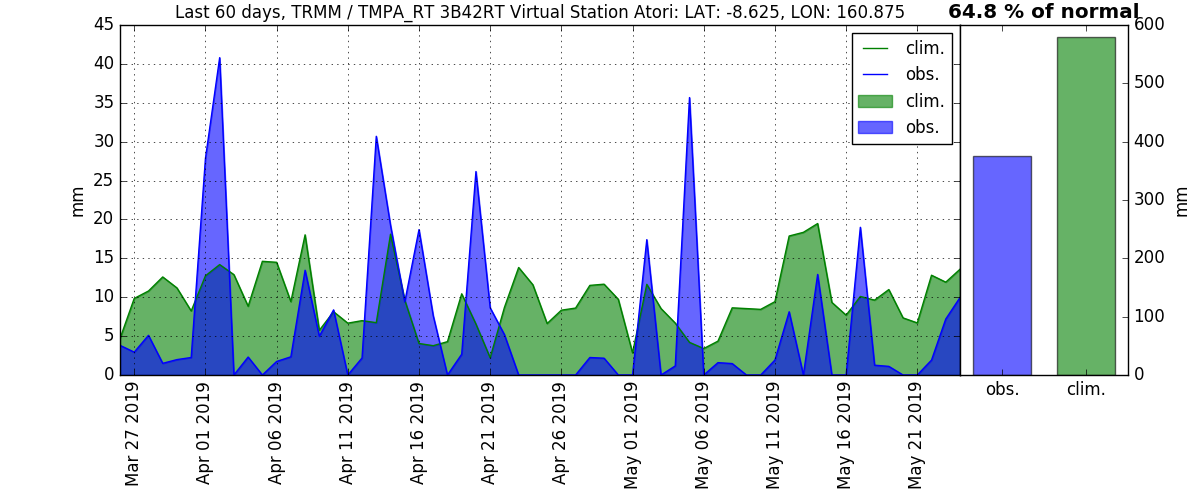 Last 60 days, TRMM / TMPA_RT 3B42RT Virtual Station Atori: LAT: -8.625, LON: 160.875
64.8 % of normal
45
40
35
30
25
20
15
10
5
0
mm
clim.
obs.
clim.
obs.
600
500
400
300
200
100
0
mm
Mar 27 2019
Apr 01 2019
Apr 06 2019
Apr 11 2019
Apr 16 2019
Apr 21 2019
Apr 26 2019
May 01 2019
May 06 2019
May 11 2019
May 16 2019
May 21 2019
obs.
clim.